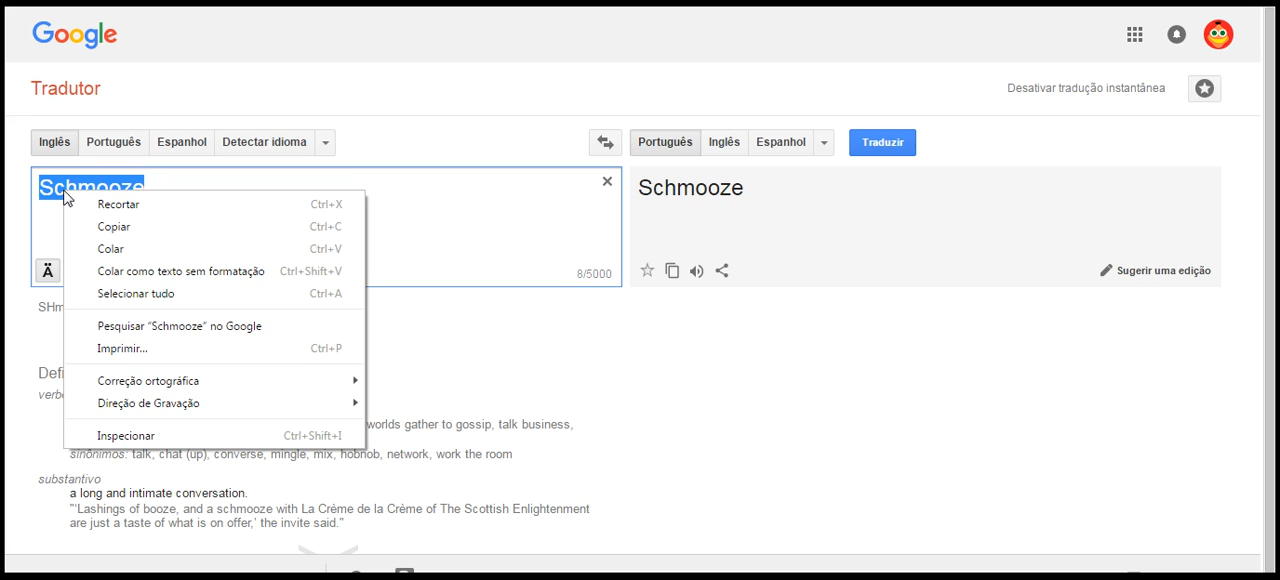 Google
Tradutor
Desativar tradução instantânea
Inglês Português Espanhol Detectar idioma
Português Inglês Espanhol Traduzir
Schmooze
Schmooze
Ä
8/5000
Sugerir uma edição
Recortar Ctrl+X
Copiar Ctrl+C
Colar Ctrl+V
Colar como texto sem formatação Ctrl+Shift+V
Selecionar tudo Ctrl+A
Pesquisar “Schmooze” no Google
Imprimir... Ctrl+P
Correção ortográfica
Direção de Gravação
Inspecionar Ctrl+Shift+I
worlds gather to gossip, talk business,
sinônimos: talk, chat (up), converse, mingle, mix, hobnob, network, work the room
substantivo
a long and intimate conversation.
"'Lashings of booze, and a schmooze with La Crème de la Crème of The Scottish Enlightenment
are just a taste of what is on offer,' the invite said."